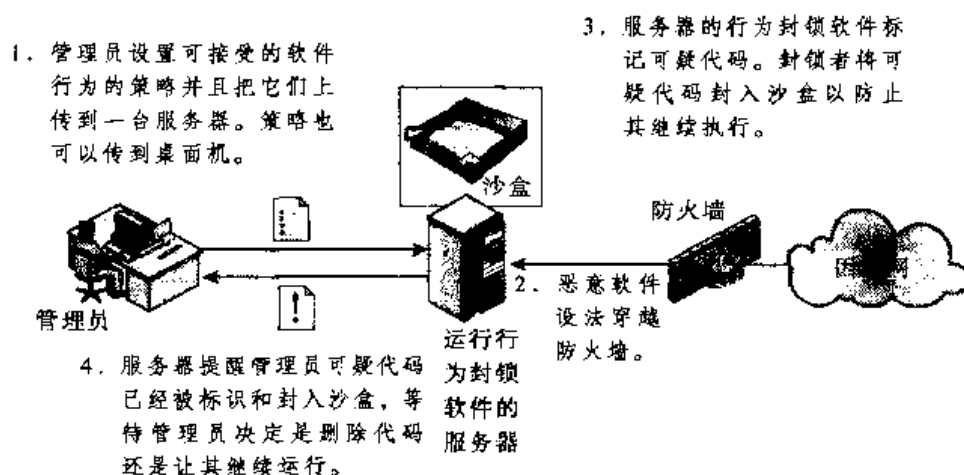 1. 管理员设置可接受的软件
行为的策略并且把它们上
传到一台服务器。策略也
可以传到桌面机。
3. 服务器的行为封锁软件标
记可疑代码。封锁者将可
疑代码封入沙盒以防止
其继续执行。
沙盒
防火墙
管理员
2. 恶意软件
设法穿越
防火墙。
运行行
为封锁
软件的
服务器
4. 服务器提醒管理员可疑代码
已经被标识和封入沙盒，等
待管理员决定是删除代码
还是让其继续运行。